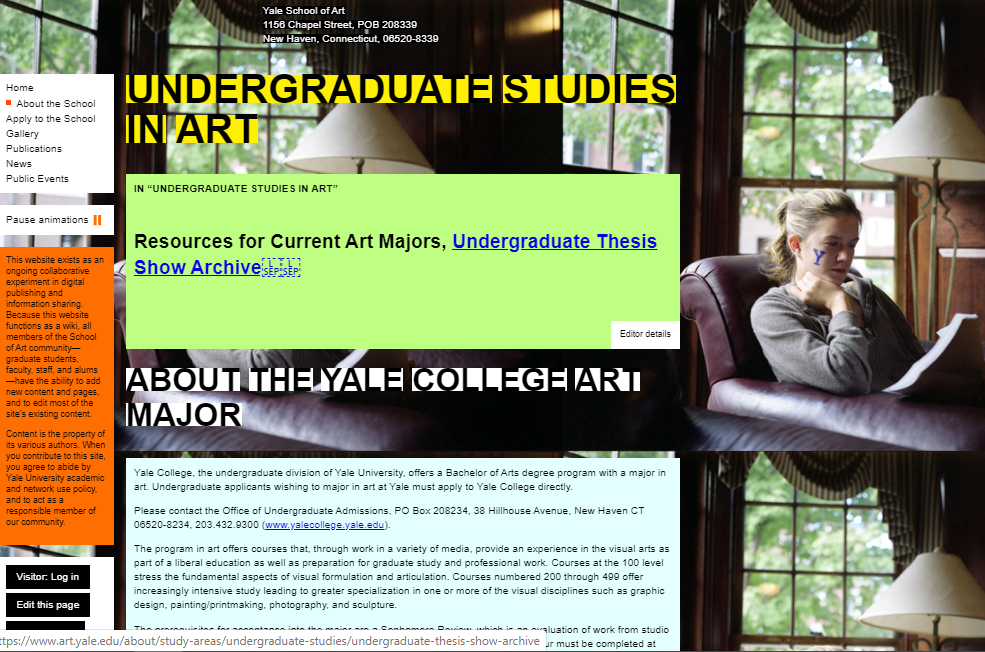 Yale School of Art
1156 Chapel Street, POB 208339
New Haven, Connecticut, 06520-8339
Home
About the School
Apply to the School
Gallery
Publications
News
Public Events
Pause animations
This website exists as an
ongoing collaborative
experiment in digital
publishing and
information sharing.
Because this website
functions as a wiki, all
members of the School
of Art community—
graduate students,
faculty, staff, and alums
—have the ability to add
new content and pages,
and to edit most of the
site's existing content.
Content is the property of
its various authors. When
you contribute to this site,
you agree to abide by
Yale University academic
and network use policy,
and to act as a
responsible member of
our community.
Visitor: Log in
Edit this page
UNDERGRADUATE STUDIES
IN ART
IN “UNDERGRADUATE STUDIES IN ART”
Resources for Current Art Majors, Undergraduate Thesis
Show Archive SEP SEP
Editor details
Y
ABOUT THE YALE COLLEGE ART
MAJOR
Yale College, the undergraduate division of Yale University, offers a Bachelor of Arts degree program with a major in
art. Undergraduate applicants wishing to major in art at Yale must apply to Yale College directly.
Please contact the Office of Undergraduate Admissions, PO Box 208234, 38 Hillhouse Avenue, New Haven CT
06520-8234, 203.432.9300 (www.yalecollege.yale.edu).
The program in art offers courses that, through work in a variety of media, provide an experience in the visual arts as
part of a liberal education as well as preparation for graduate study and professional work. Courses at the 100 level
stress the fundamental aspects of visual formulation and articulation. Courses numbered 200 through 499 offer
increasingly intensive study leading to greater specialization in one or more of the visual disciplines such as graphic
design, painting/printmaking, photography, and sculpture.
The prerequisites for acceptance into the major are a Sophomore Review, which is an evaluation of work from studio
ur must be completed at
ttps://www.art.yale.edu/about/study-areas/undergraduate-studies/undergraduate-thesis-show-archive